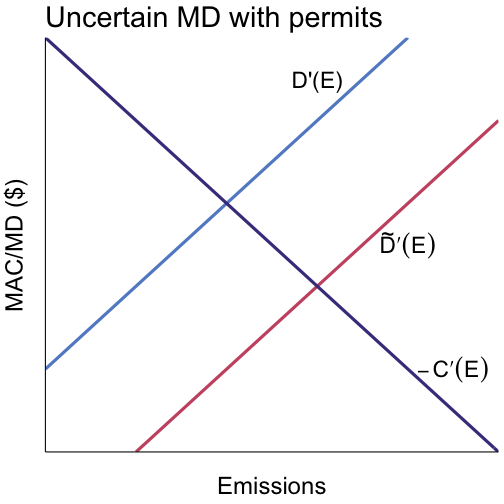 Uncertain MD with permits
D'(E)
MAC/MD ($)
D̃′(E)
−C′(E)
Emissions